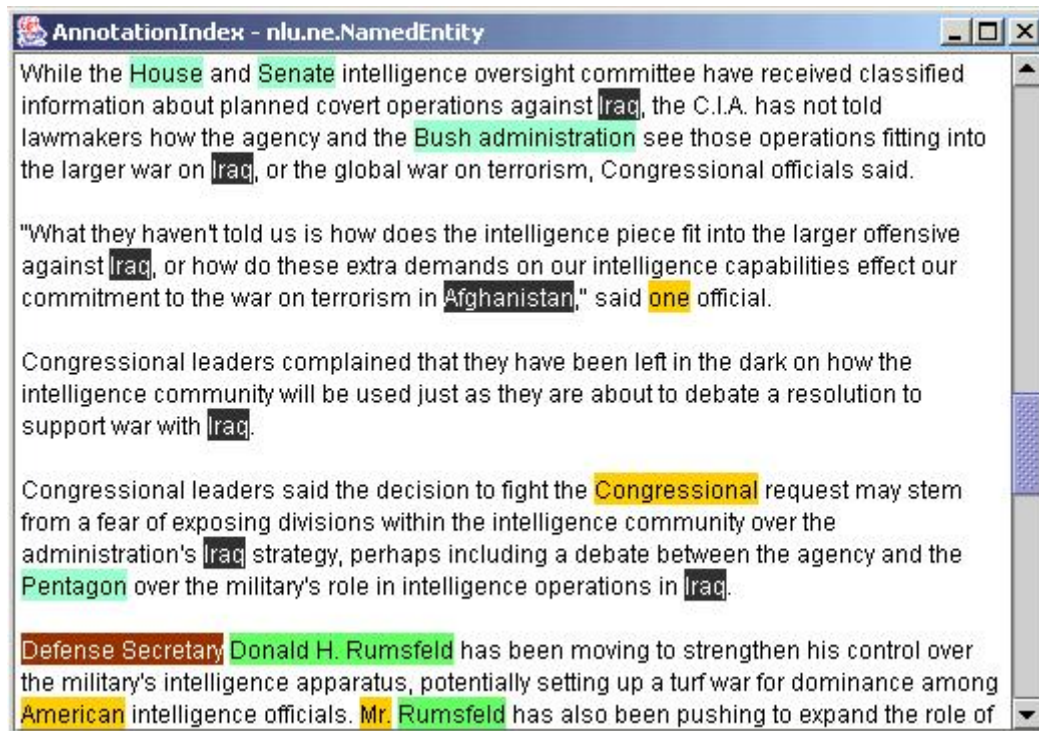 AnnotationIndex - nlu.ne.NamedEntity
While the House and Senate intelligence oversight committee have received classified
information about planned covert operations against Iraq, the C.I.A. has not told
lawmakers how the agency and the Bush administration see those operations fitting into
the larger war on Iraq, or the global war on terrorism, Congressional officials said.
"What they haven't told us is how does the intelligence piece fit into the larger offensive
against Iraq, or how do these extra demands on our intelligence capabilities effect our
commitment to the war on terrorism in Afghanistan," said one official.
Congressional leaders complained that they have been left in the dark on how the
intelligence community will be used just as they are about to debate a resolution to
support war with Iraq.
Congressional leaders said the decision to fight the Congressional request may stem
from a fear of exposing divisions within the intelligence community over the
administration's Iraq strategy, perhaps including a debate between the agency and the
Pentagon over the military's role in intelligence operations in Iraq.
Defense Secretary Donald H. Rumsfeld has been moving to strengthen his control over
the military's intelligence apparatus, potentially setting up a turf war for dominance among
American intelligence officials. Mr. Rumsfeld has also been pushing to expand the role of